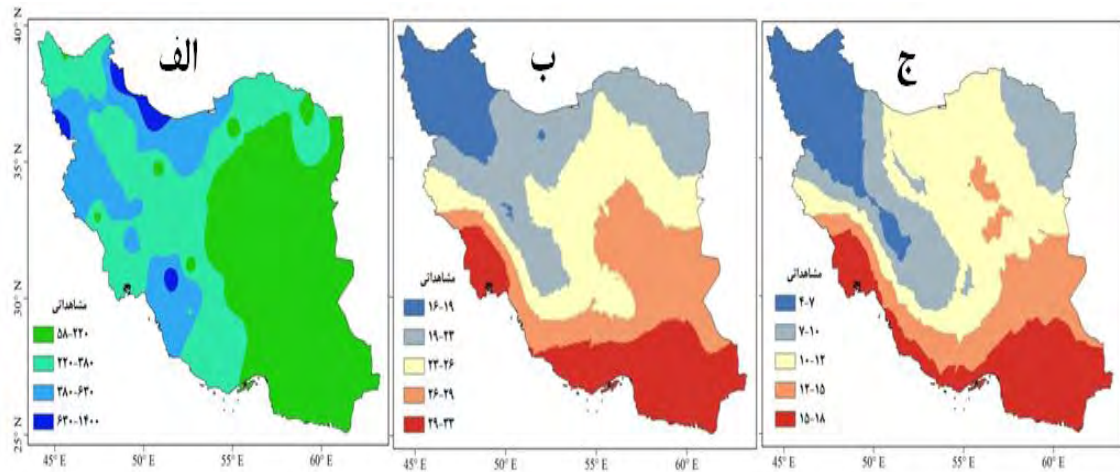 الف
مشاهداتی
۵۸-۲۲۰
۲۲۰-۳۸۰
۳۸۰-۶۳۰
۶۳۰-۱۴۰۰
40° N
35° N
30° N
25° N
45° E
50° E
55° E
60° E
ب
مشاهداتی
۱۶-۱۹
۱۹-۲۳
۲۳-۲۶
۲۶-۲۹
۲۹-۳۳
45° E
50° E
55° E
60° E
ج
مشاهداتی
۴-۷
۷-۱۰
۱۰-۱۲
۱۲-۱۵
۱۵-۱۸
45° E
50° E
55° E
60° E